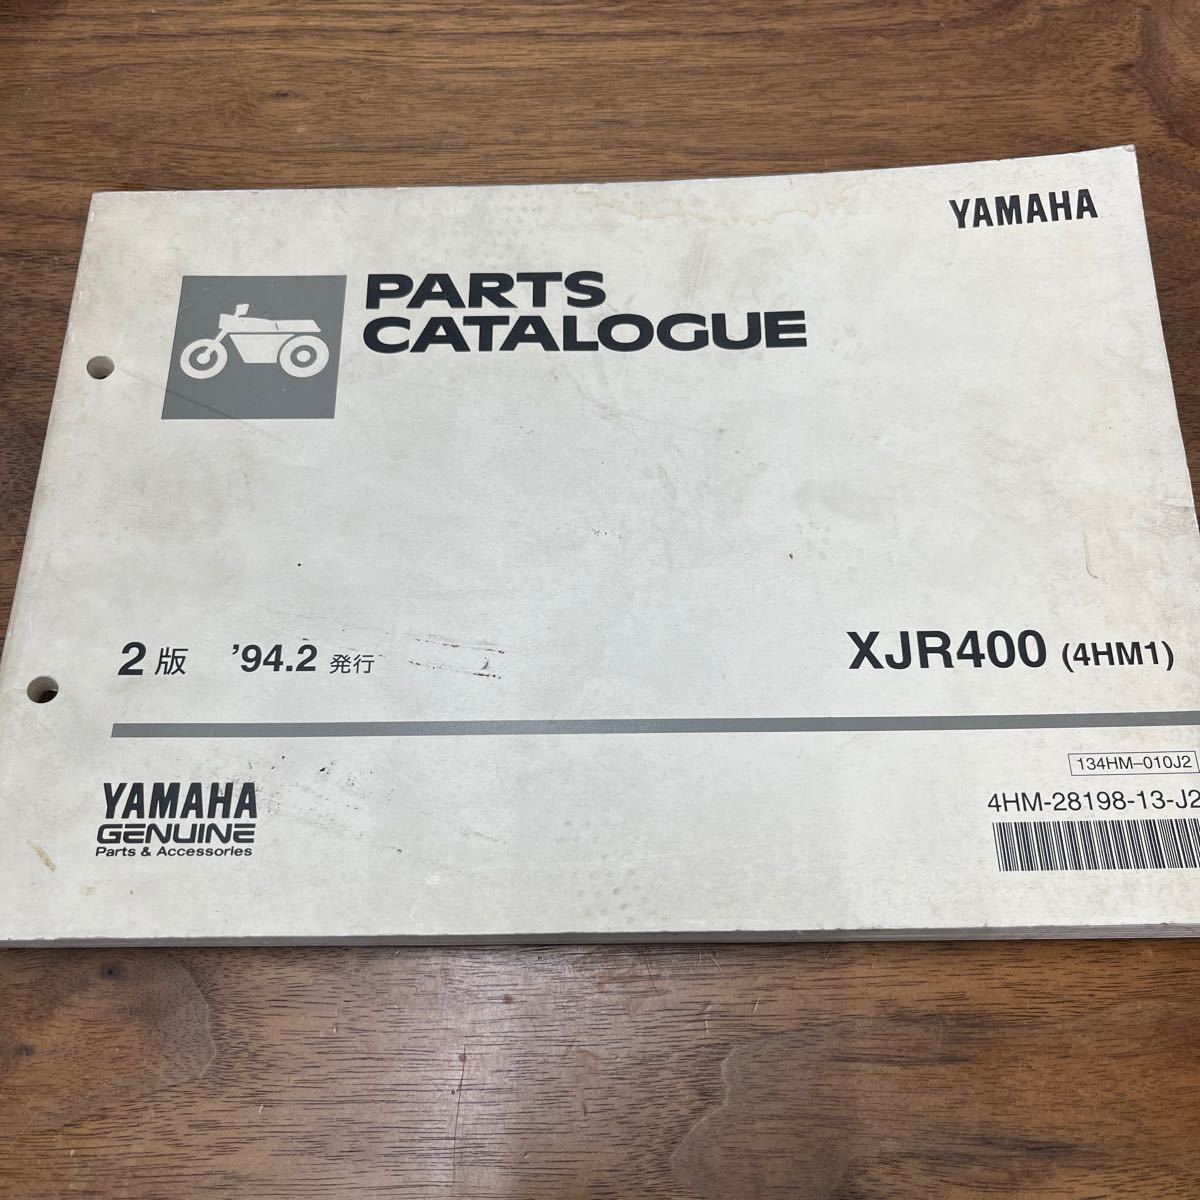 YAMAHA
PARTS
CATALOGUE
2版 '94.2 発行
XJR400 (4HM1)
134HM-010J2
4HM-28198-13-J2
YAMAHA
GENUINE
Parts & Accessories